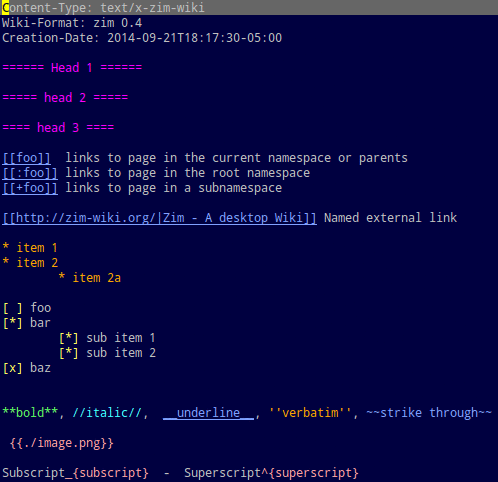 Content-Type: text/x-zim-wiki
Wiki-Format: zim 0.4
Creation-Date: 2014-09-21T18:17:30-05:00
====== Head 1 ======
===== head 2 =====
==== head 3 ====
[[foo]]  links to page in the current namespace or parents
[[:foo]] links to page in the root namespace
[[+foo]] links to page in a subnamespace
[[http://zim-wiki.org/|Zim - A desktop Wiki]] Named external link
* item 1
* item 2
        * item 2a
[ ] foo
[*] bar
        [*] sub item 1
        [*] sub item 2
[x] baz
**bold**, //italic//,  __underline__, ''verbatim'', ~~strike through~~
 {{./image.png}}
Subscript_{subscript}  -  Superscript^{superscript}